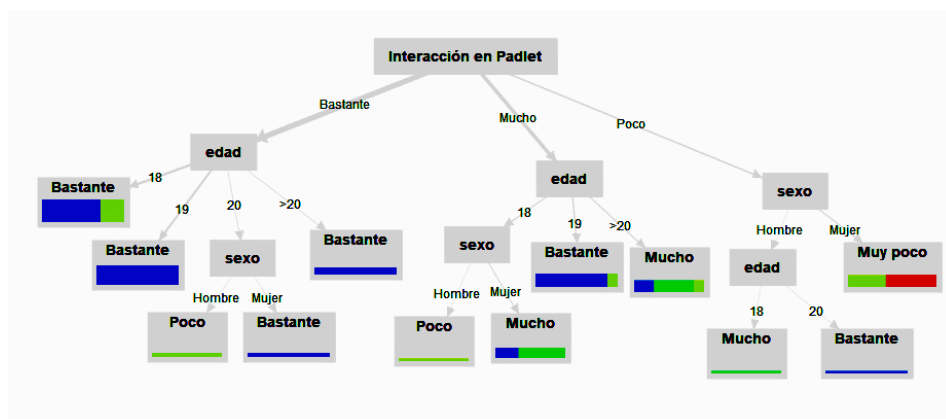 Interacción en Padlet
Bastante
Mucho
Poco
edad
edad
sexo
18
19
20
>20
Bastante
Bastante
sexo
Bastante
Hombre
Mujer
Poco
Bastante
18
19
>20
sexo
Bastante
Mucho
Hombre
Mujer
Poco
Mucho
Hombre
Mujer
edad
Muy poco
18
20
Mucho
Bastante